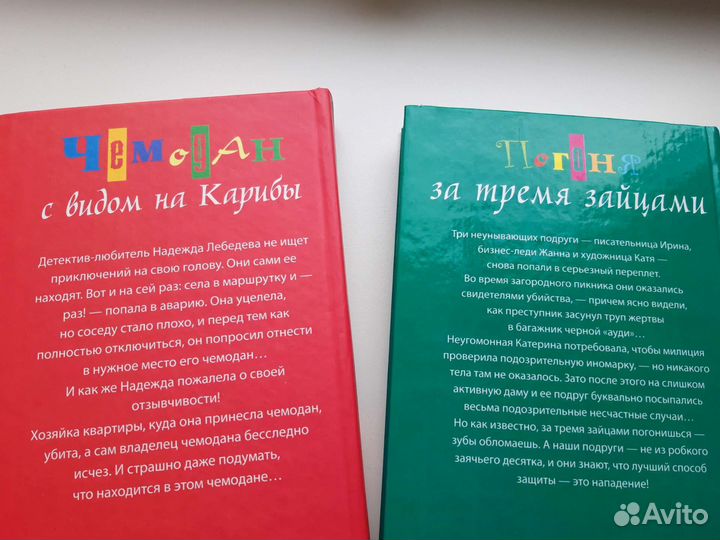 Чемодан
с видом на Карибы
Детектив-любитель Надежда Лебедева не ищет
приключений на свою голову. Они сами ее
находят. Вот и на сей раз: села в маршрутку и —
раз! — попала в аварию. Она уцелела,
но соседу стало плохо, и перед тем как
полностью отключиться, он попросил отнести
в нужное место его чемодан...
И как же Надежда пожалела о своей
отзывчивости!
Хозяйка квартиры, куда она принесла чемодан,
убита, а сам владелец чемодана бесследно
исчез. И страшно даже подумать,
что находится в этом чемодане...
Погоня
за тремя зайцами
Три неунывающих подруги — писательница Ирина,
бизнес-леди Жанна и художница Катя —
снова попали в серьезный переплет.
Во время загородного пикника они оказались
свидетелями убийства, — причем ясно видели,
как преступник засунул труп жертвы
в багажник черной «ауди»...
Неугомонная Катерина потребовала, чтобы милиция
проверила подозрительную иномарку, — но никакого
тела там не оказалось. Зато после этого на слишком
активную даму и ее подруг буквально посыпались
весьма подозрительные несчастные случаи...
Но как известно, за тремя зайцами погонишься —
зубы обломаешь. А наши подруги — не из робкого
заячьего десятка, и они знают, что лучший способ
защиты — это нападение!
Avito